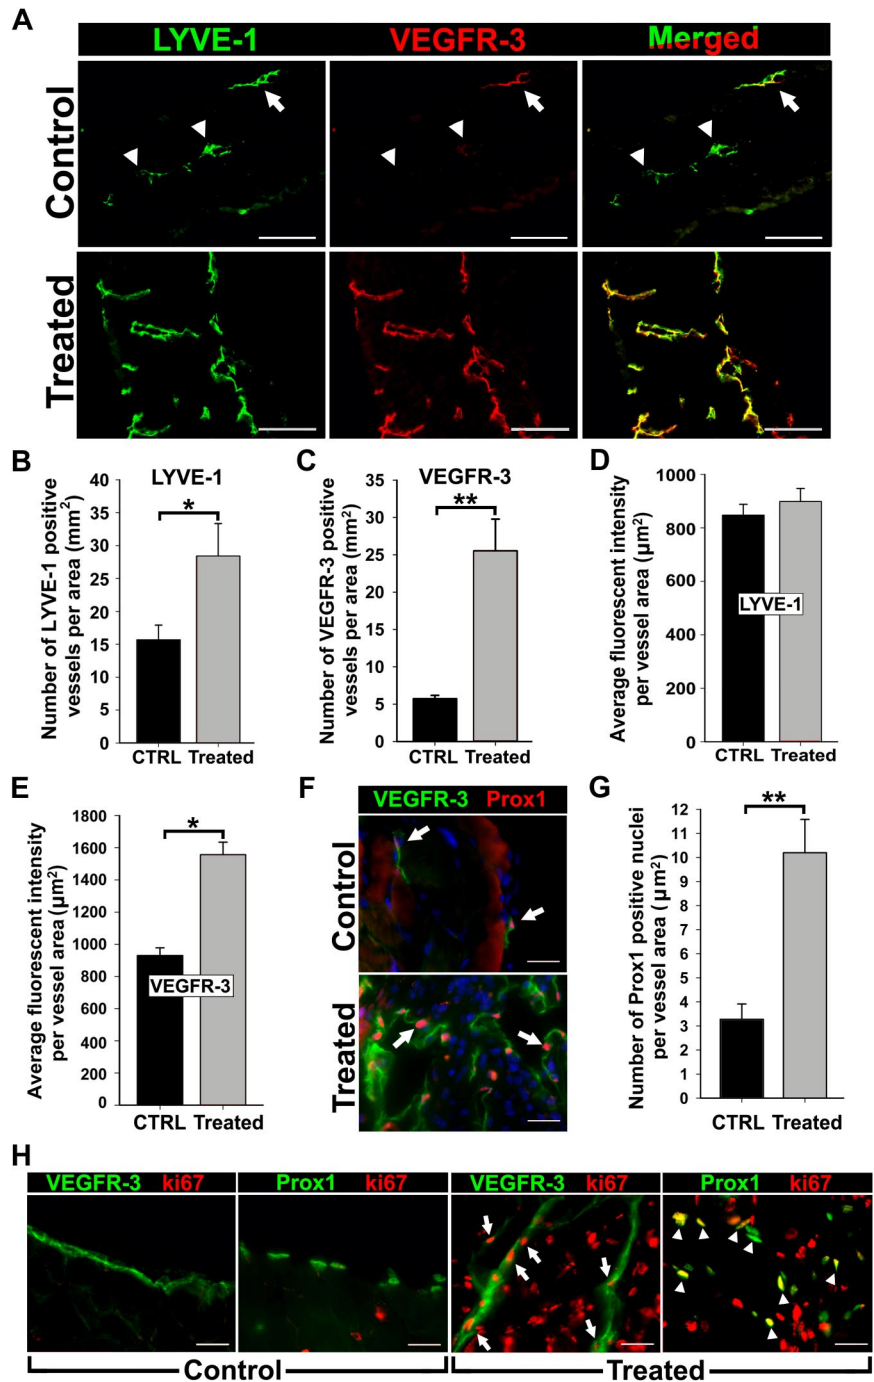 A
LYVE-1 VEGFR-3 Merged
Control
Treated
B
LYVE-1
*
Number of LYVE-1 positive
vessels per area (mm²)
40
35
30
25
20
15
10
5
0
CTRL Treated
C
VEGFR-3
**
Number of VEGFR-3 positive
vessels per area (mm²)
35
30
25
20
15
10
5
0
CTRL Treated
D
Average fluorescent intensity
per vessel area (µm²)
1000
800
600
400
200
0
LYVE-1
CTRL Treated
E
*
Average fluorescent intensity
per vessel area (µm²)
1800
1600
1400
1200
1000
800
600
400
200
0
VEGFR-3
CTRL Treated
F
VEGFR-3 Prox1
Control
Treated
G
**
Number of Prox1 positive nuclei
per vessel area (µm²)
12
11
10
9
8
7
6
5
4
3
2
1
0
CTRL Treated
H
VEGFR-3 ki67 Prox1 ki67 VEGFR-3 ki67 Prox1 ki67
Control Treated